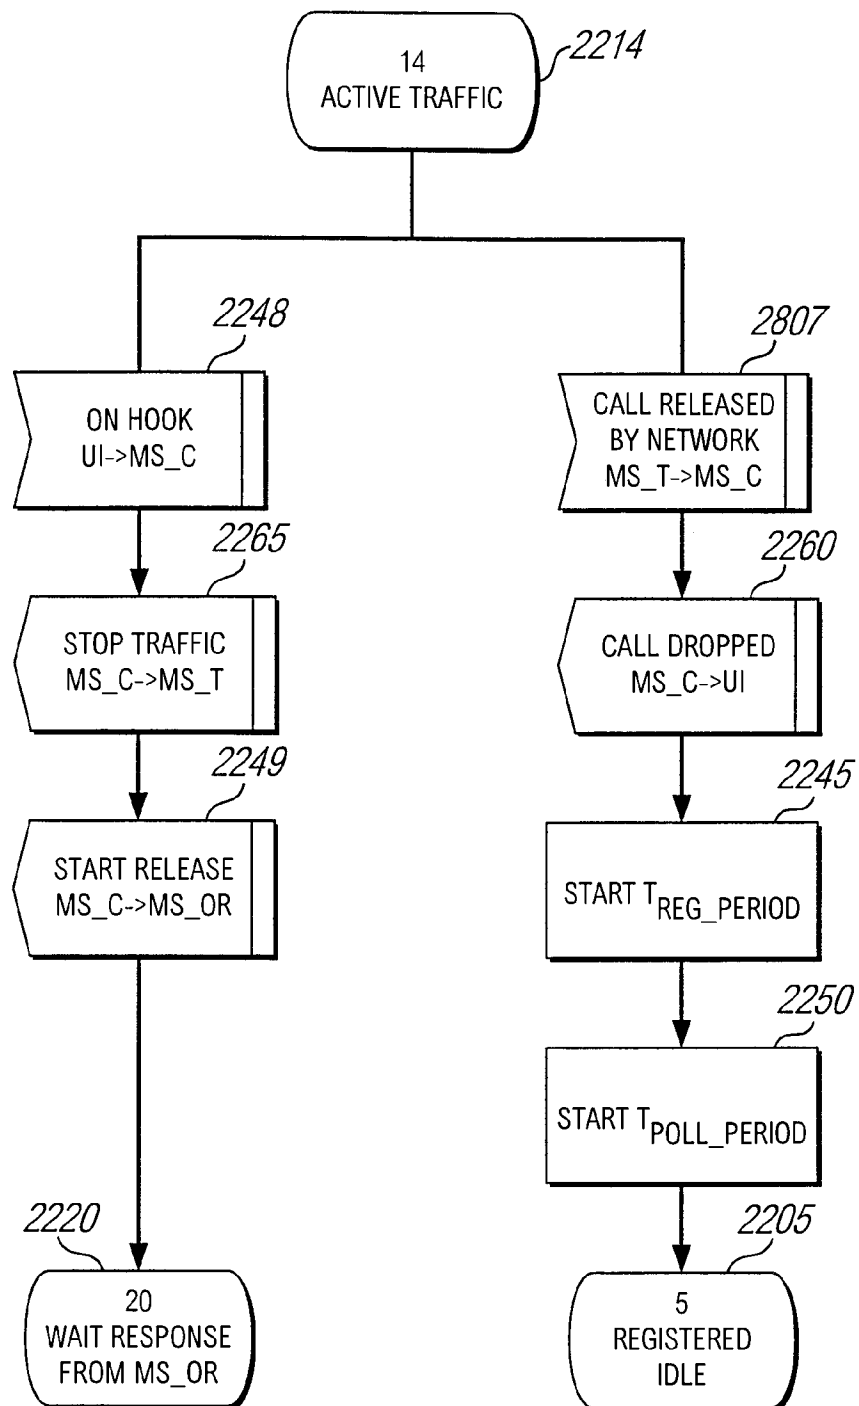 14
ACTIVE TRAFFIC
2214
2248
ON HOOK
UI->MS_C
2265
STOP TRAFFIC
MS_C->MS_T
2249
START RELEASE
MS_C->MS_OR
2220
20
WAIT RESPONSE
FROM MS_OR
2807
CALL RELEASED
BY NETWORK
MS_T->MS_C
2260
CALL DROPPED
MS_C->UI
2245
START TREG_PERIOD
2250
START TPOLL_PERIOD
2205
5
REGISTERED
IDLE